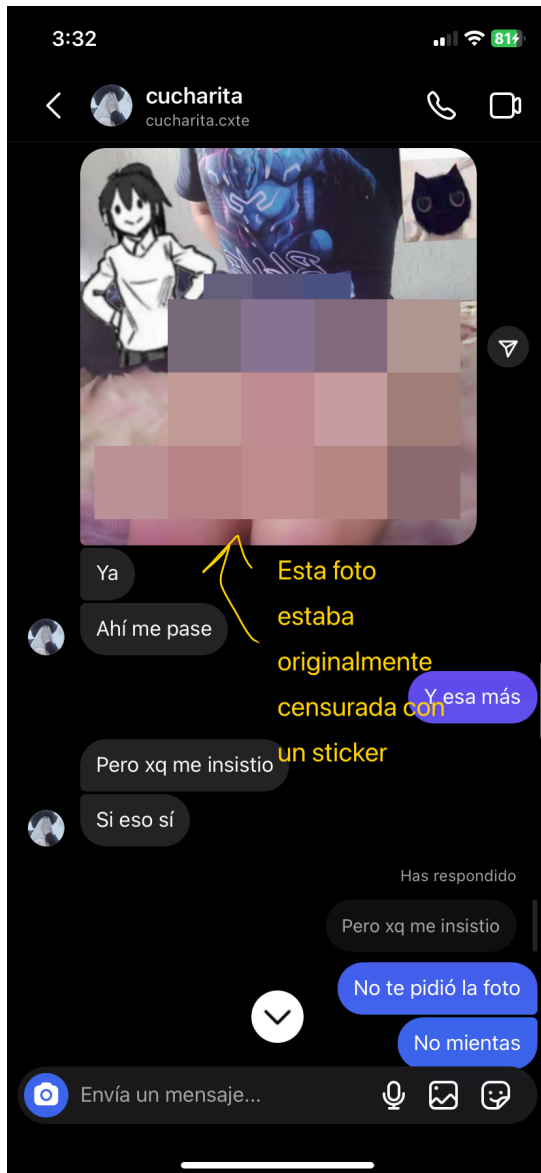 3:32
81
cucharita
cucharita.cxte
Ya
Ahí me pase
Esta foto
estaba
originalmente
censurada con
un sticker
Y esa más
Pero xq me insistio
Si eso sí
Has respondido
Pero xq me insistio
No te pidió la foto
No mientas
Envía un mensaje...